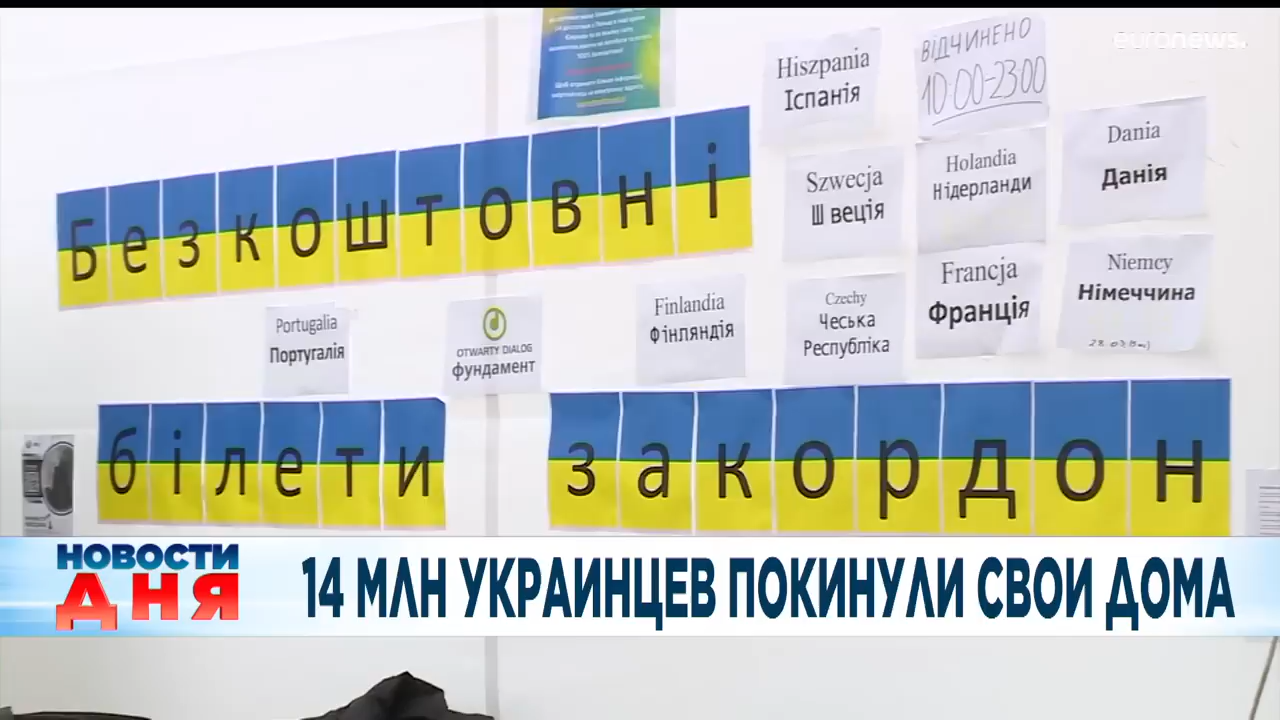 euronews.
Hiszpania
Іспанія
ВІДЧИНЕНО
10:00-23:00
Dania
Данія
Szwecja
Ш веція
Holandia
Нідерланди
Безкоштовні
Francja
Франція
Niemcy
Німеччина
Portugalia
Португалія
OTWARTY DIALOG
фундамент
Finlandia
Фінляндія
Czechy
Чеська
Республіка
білети закордон
НОВОСТИ
ДНЯ
14 МЛН УКРАИНЦЕВ ПОКИНУЛИ СВОИ ДОМА